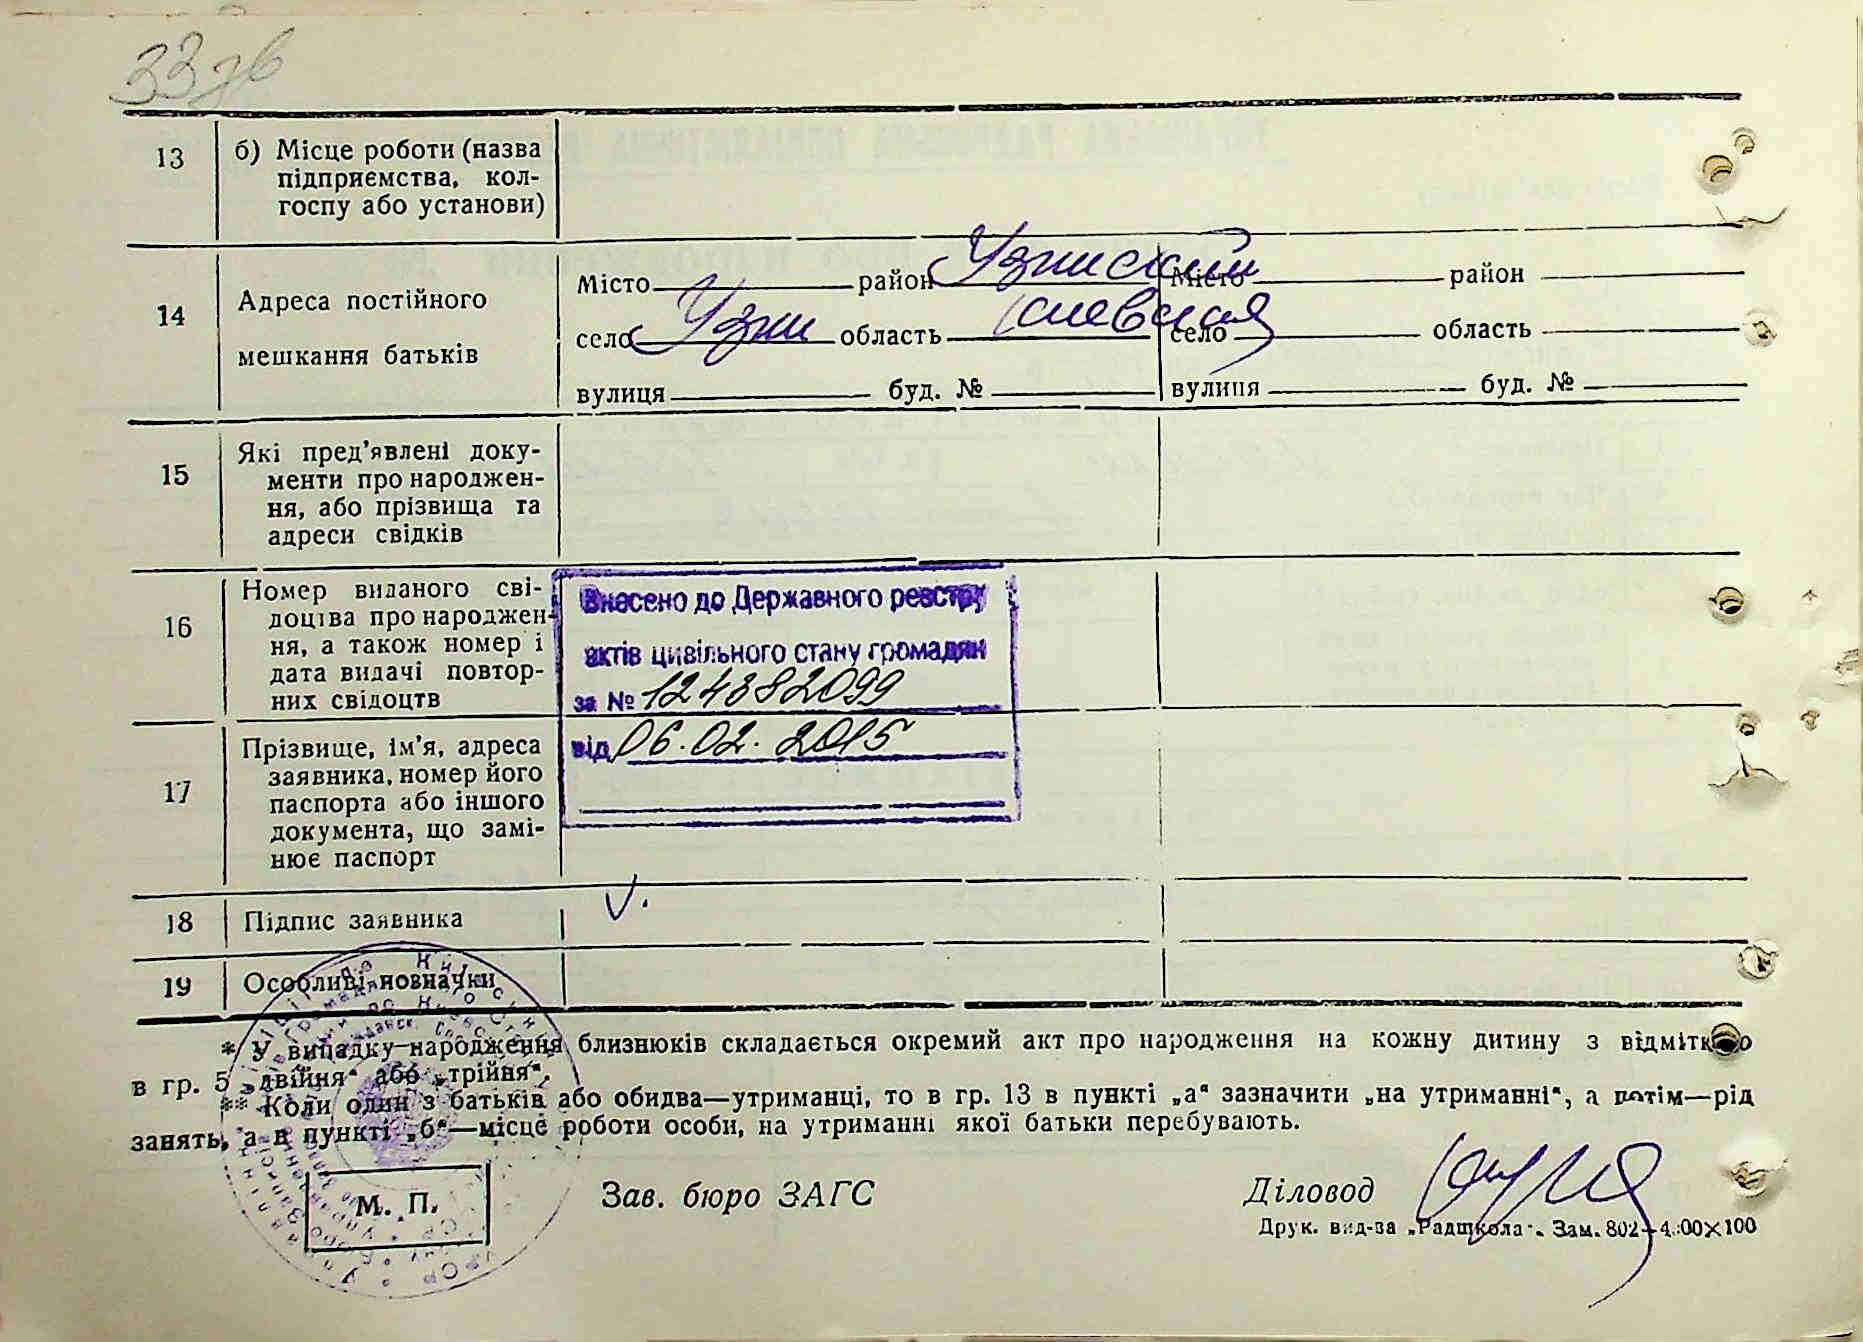 33
13
б) Місце роботи (назва
підприємства, кол-
госпу або установи)
14
Адреса постійного
мешкання батьків
Місто район Узинский
село Узин область Киевская
вулиця буд. №
Місто район
село область
вулиця буд. №
15
Які пред'явлені доку-
менти про народжен-
ня, або прізвища та
адреси свідків
16
Номер виданого сві-
доцтва про народжен-
ня, а також номер і
дата видачі повтор-
них свідоцтв
Внесено до Державного реєстру
актів цивільного стану громадян
за № 124382099
від 06.02.2015
17
Прізвище, ім'я, адреса
заявника, номер його
паспорта або іншого
документа, що замі-
нює паспорт
18
Підпис заявника
V.
19
Особливі позначки
* У випадку народження близнюків складається окремий акт про народження на кожну дитину з відміткою
в гр. 5 „двійня“ або „трійня“.
** Коли один з батьків або обидва—утриманці, то в гр. 13 в пункті „а“ зазначити „на утриманні“, а потім—рід
занять, а в пункті „б“—місце роботи особи, на утриманні якої батьки перебувають.
М. П.
Зав. бюро ЗАГС
Діловод
Друк. вид-ва „Радшкола“. Зам. 802—4.00×100